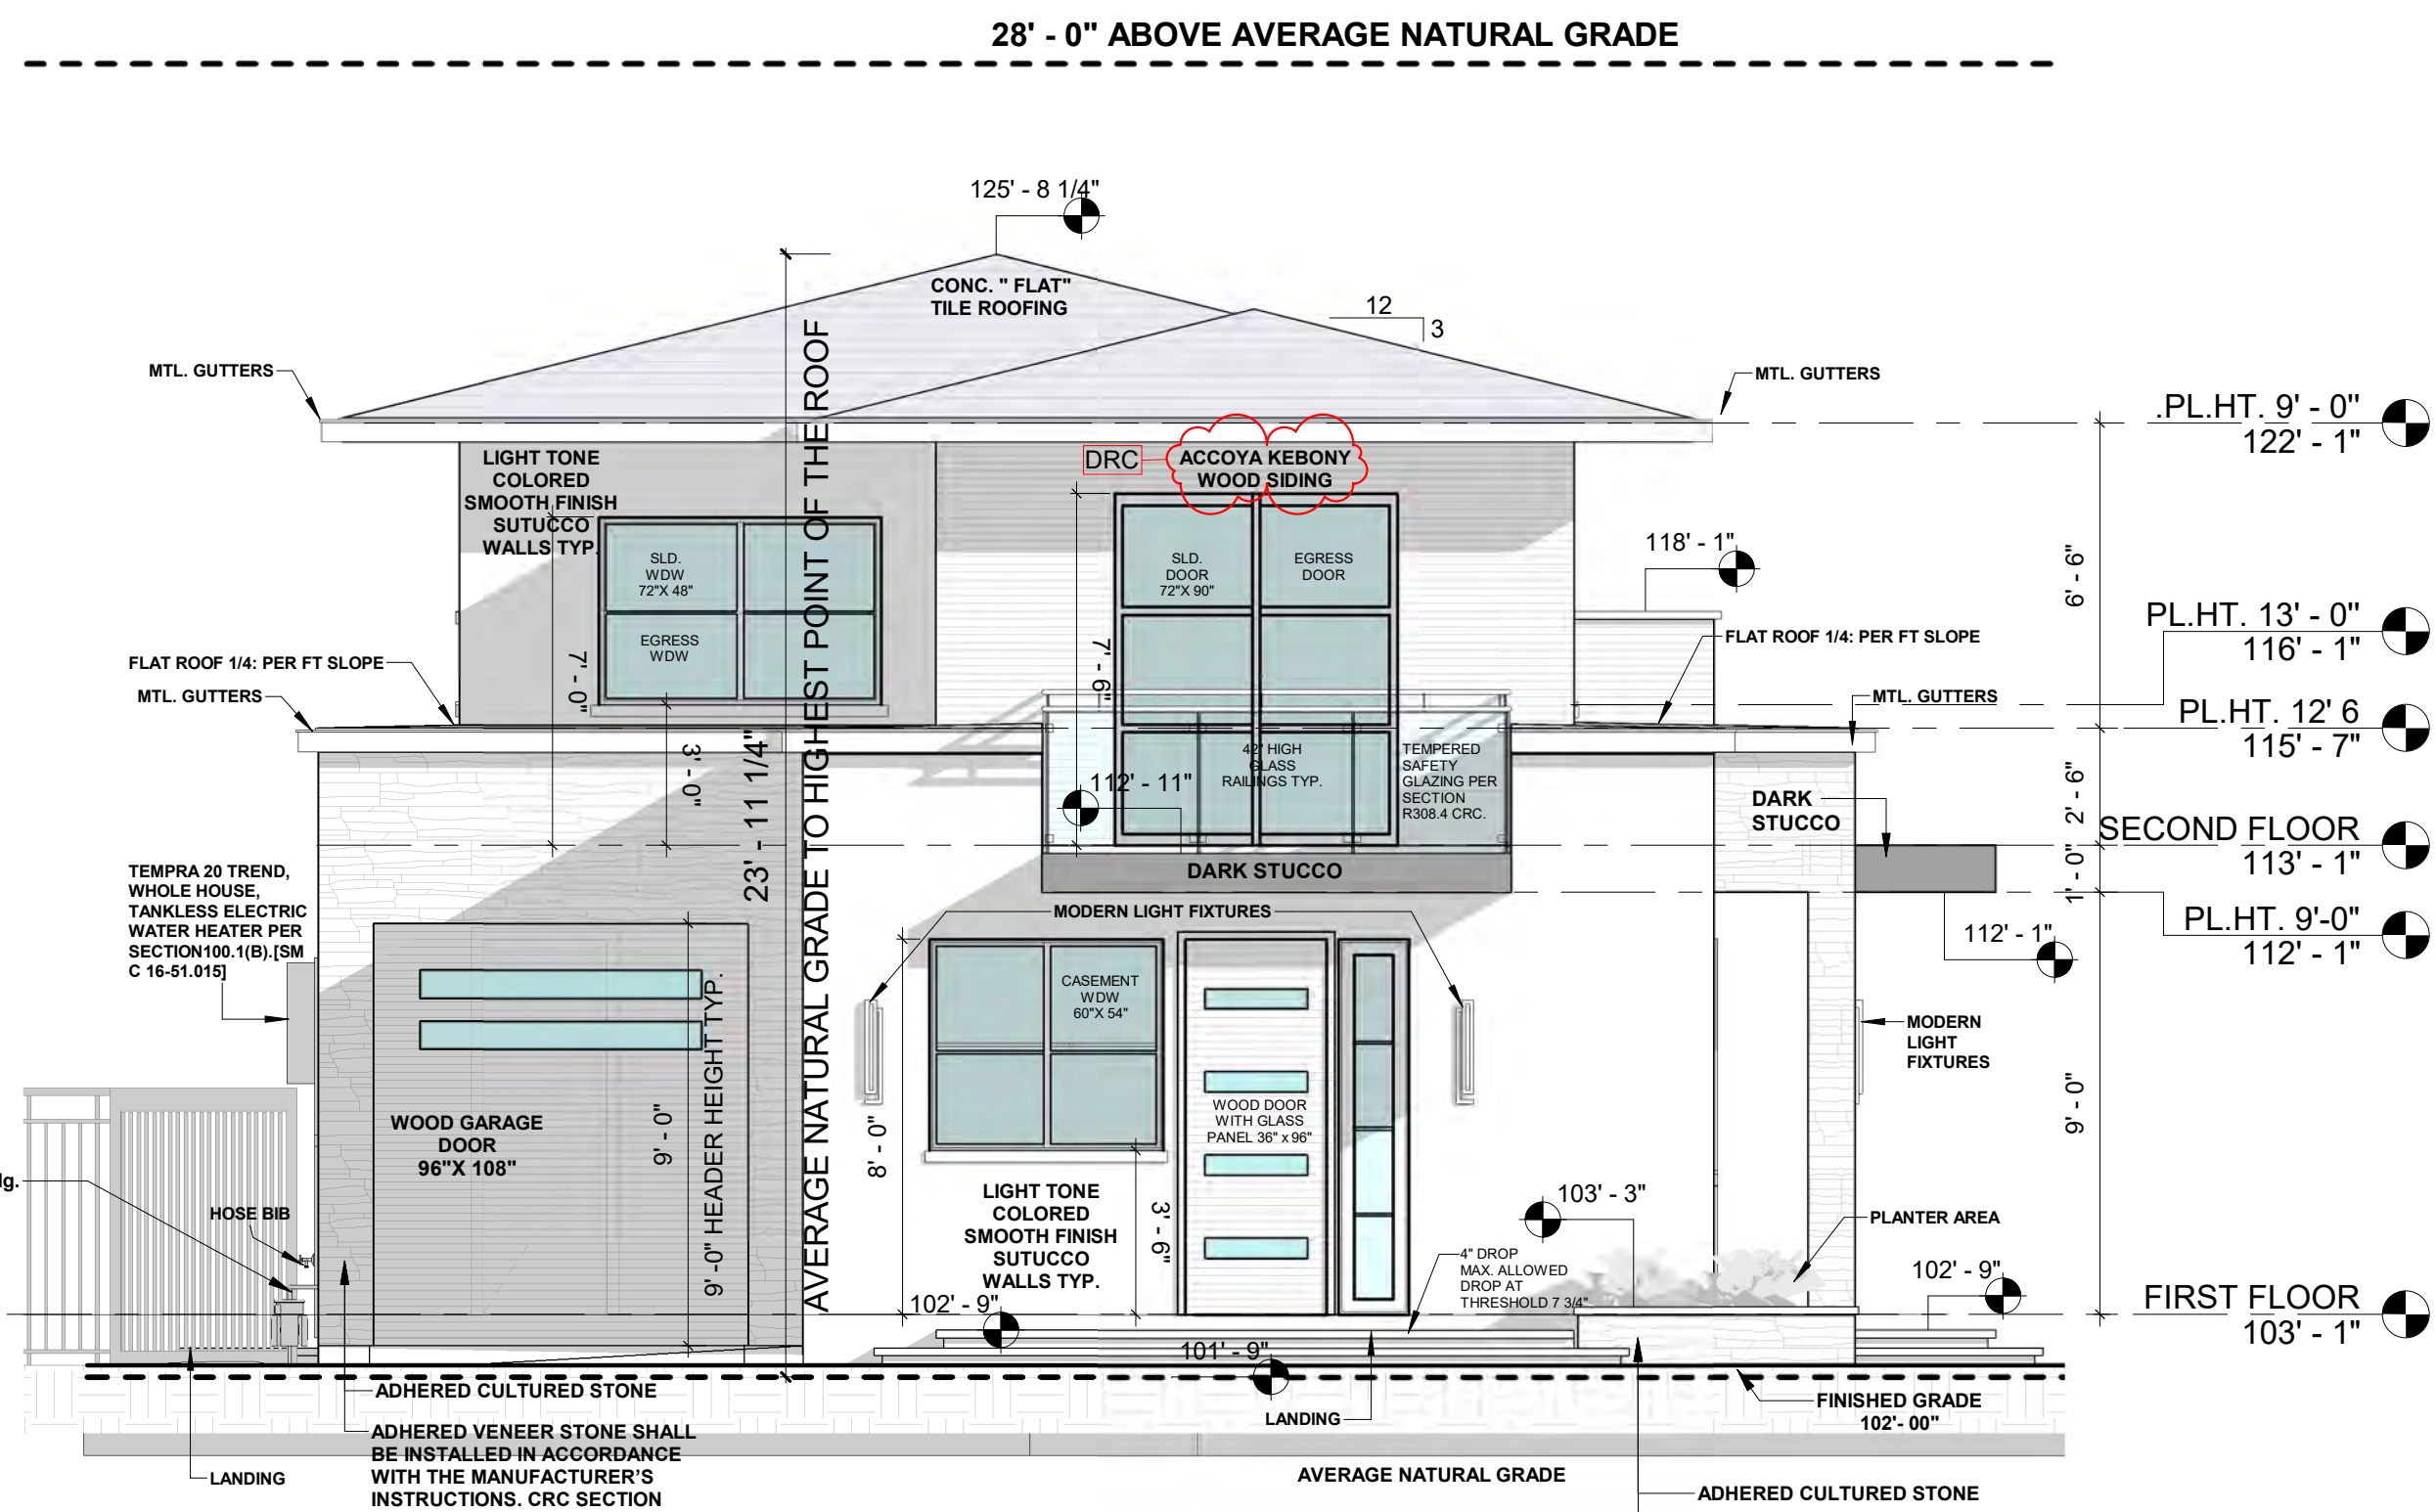 28' - 0" ABOVE AVERAGE NATURAL GRADE
125' - 8 1/4"
CONC. " FLAT"
TILE ROOFING
12
3
MTL. GUTTERS
MTL. GUTTERS
.PL.HT. 9' - 0"
122' - 1"
LIGHT TONE
COLORED
SMOOTH FINISH
SUTUCCO
WALLS TYP.
DRC
ACCOYA KEBONY
WOOD SIDING
SLD.
WDW
72"X 48"
EGRESS
WDW
SLD.
DOOR
72"X 90"
EGRESS
DOOR
118' - 1"
6' - 6"
PL.HT. 13' - 0"
116' - 1"
FLAT ROOF 1/4: PER FT SLOPE
MTL. GUTTERS
7' - 0"
7' - 6"
FLAT ROOF 1/4: PER FT SLOPE
MTL. GUTTERS
PL.HT. 12' 6
115' - 7"
3' - 0"
23' - 11 1/4"
AVERAGE NATURAL GRADE TO HIGHEST POINT OF THE ROOF
42' HIGH
GLASS
RAILINGS TYP.
TEMPERED
SAFETY
GLAZING PER
SECTION
R308.4 CRC.
112' - 11"
DARK
STUCCO
2' - 6"
SECOND FLOOR
113' - 1"
DARK STUCCO
1' - 0"
TEMPRA 20 TREND,
WHOLE HOUSE,
TANKLESS ELECTRIC
WATER HEATER PER
SECTION100.1(B).[SM
C 16-51.015]
MODERN LIGHT FIXTURES
PL.HT. 9'-0"
112' - 1"
112' - 1"
CASEMENT
WDW
60"X 54"
MODERN
LIGHT
FIXTURES
WOOD GARAGE
DOOR
96"X 108"
9' - 0"
9' -0" HEADER HEIGHT TYP.
8' - 0"
WOOD DOOR
WITH GLASS
PANEL 36" x 96"
9' - 0"
lg.
HOSE BIB
LIGHT TONE
COLORED
SMOOTH FINISH
SUTUCCO
WALLS TYP.
3' - 6"
103' - 3"
PLANTER AREA
4" DROP
MAX. ALLOWED
DROP AT
THRESHOLD 7 3/4"
102' - 9"
102' - 9"
FIRST FLOOR
103' - 1"
101' - 9"
ADHERED CULTURED STONE
FINISHED GRADE
102'- 00"
LANDING
ADHERED VENEER STONE SHALL
BE INSTALLED IN ACCORDANCE
WITH THE MANUFACTURER'S
INSTRUCTIONS. CRC SECTION
LANDING
AVERAGE NATURAL GRADE
ADHERED CULTURED STONE